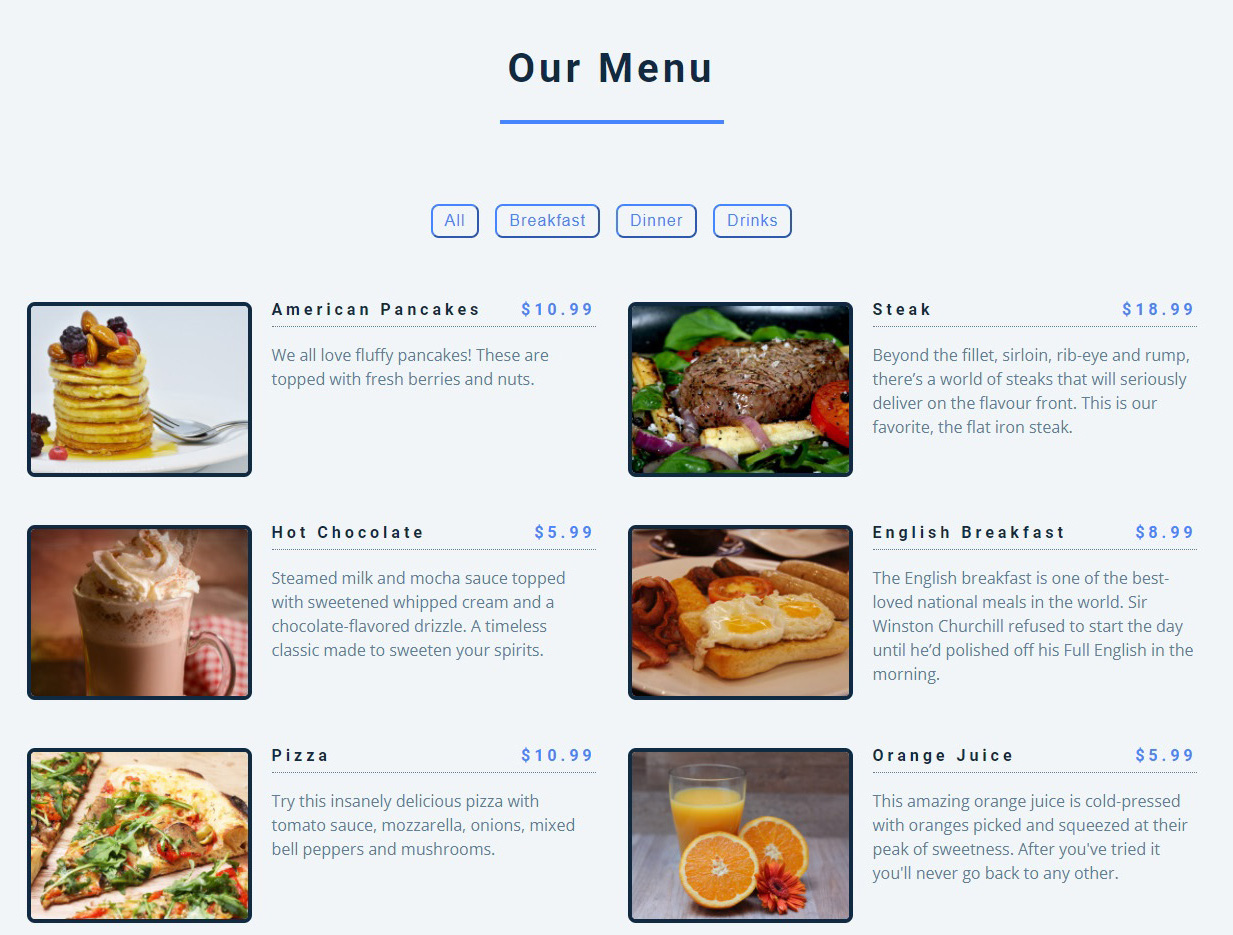 Our Menu
All Breakfast Dinner Drinks
American Pancakes $10.99
We all love fluffy pancakes! These are
topped with fresh berries and nuts.
Steak $18.99
Beyond the fillet, sirloin, rib-eye and rump,
there’s a world of steaks that will seriously
deliver on the flavour front. This is our
favorite, the flat iron steak.
Hot Chocolate $5.99
Steamed milk and mocha sauce topped
with sweetened whipped cream and a
chocolate-flavored drizzle. A timeless
classic made to sweeten your spirits.
English Breakfast $8.99
The English breakfast is one of the best-
loved national meals in the world. Sir
Winston Churchill refused to start the day
until he’d polished off his Full English in the
morning.
Pizza $10.99
Try this insanely delicious pizza with
tomato sauce, mozzarella, onions, mixed
bell peppers and mushrooms.
Orange Juice $5.99
This amazing orange juice is cold-pressed
with oranges picked and squeezed at their
peak of sweetness. After you've tried it
you'll never go back to any other.